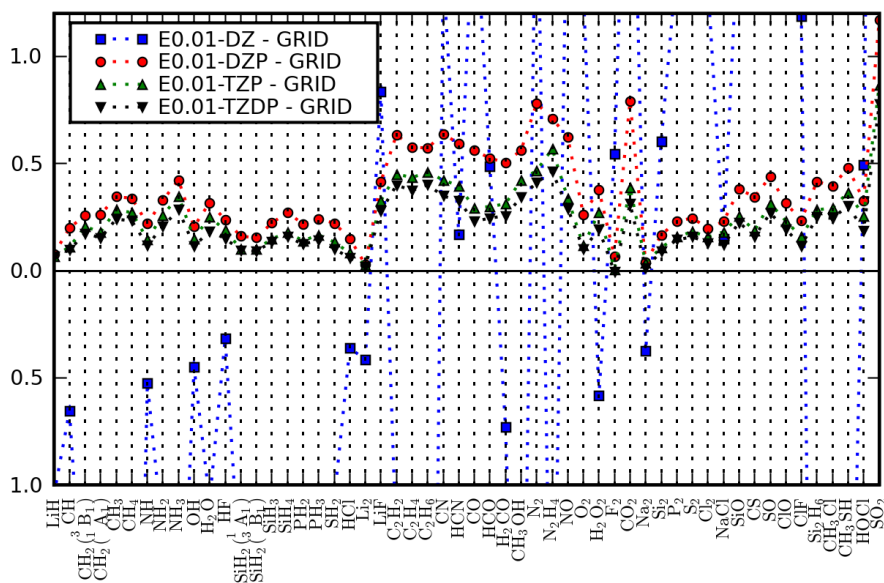 E0.01-DZ - GRID
E0.01-DZP - GRID
E0.01-TZP - GRID
E0.01-TZDP - GRID
1.0
0.5
0.0
0.5
1.0
LiH
CH
CH₂ (³B₁)
CH₂ (¹A₁)
CH₃
CH₄
NH
NH₂
NH₃
OH
H₂O
HF
SiH₂ (¹A₁)
SiH₂ (³B₁)
SiH₃
SiH₄
PH₂
PH₃
SH₂
HCl
Li₂
LiF
C₂H₂
C₂H₄
C₂H₆
CN
HCN
CO
HCO
H₂CO
CH₃OH
N₂
N₂H₄
NO
O₂
H₂O₂
F₂
CO₂
Na₂
Si₂
P₂
S₂
Cl₂
NaCl
SiO
CS
SO
ClO
ClF
Si₂H₆
CH₃Cl
CH₃SH
HOCl
SO₂